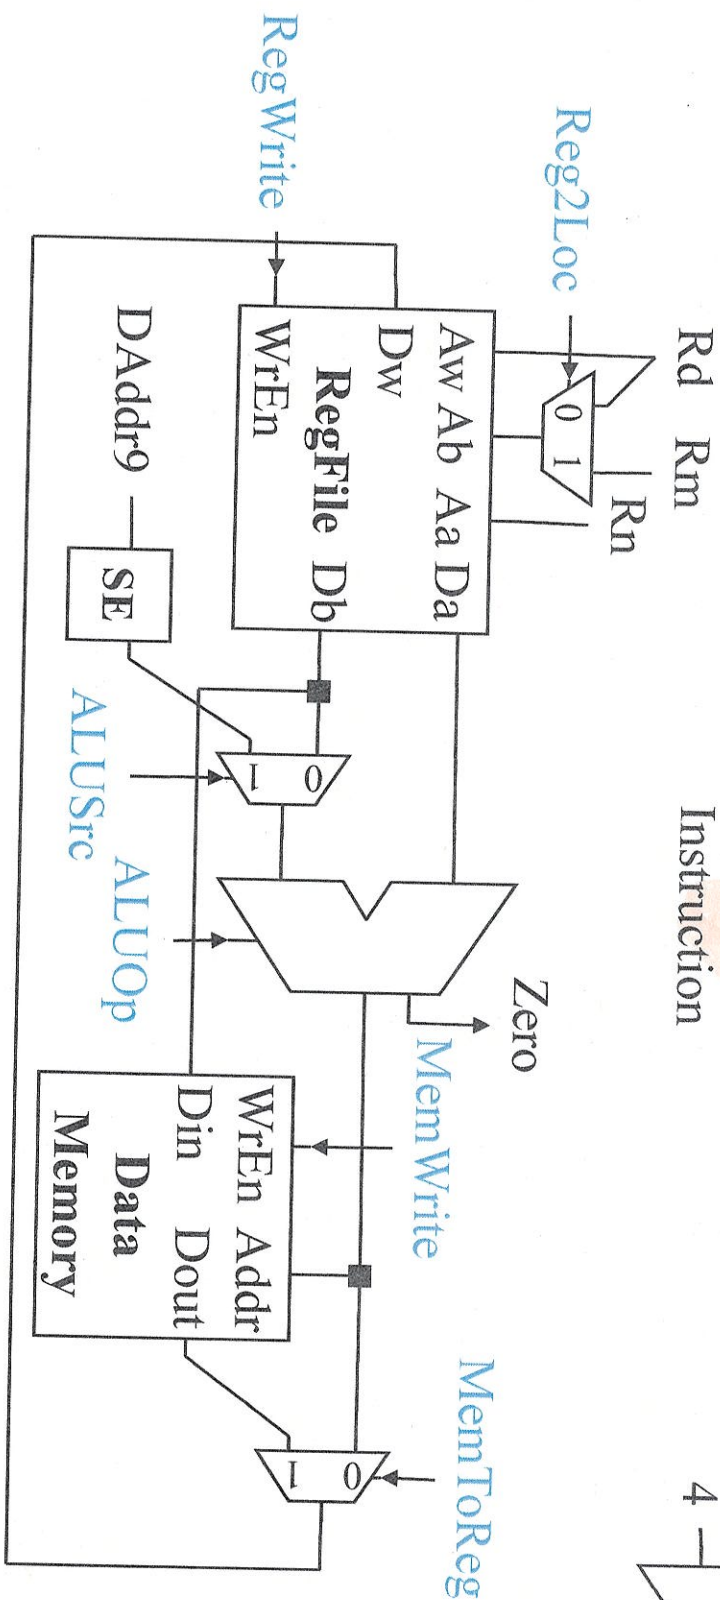 Instruction
4
Rd Rm
Rn
Reg2Loc
0 1
Zero
MemWrite
MemToReg
Aw Ab Aa Da
Dw
RegFile Db
WrEn
RegWrite
0
1
WrEn Addr
Din Dout
Data
Memory
0
1
DAddr9
SE
ALUSrc
ALUOp